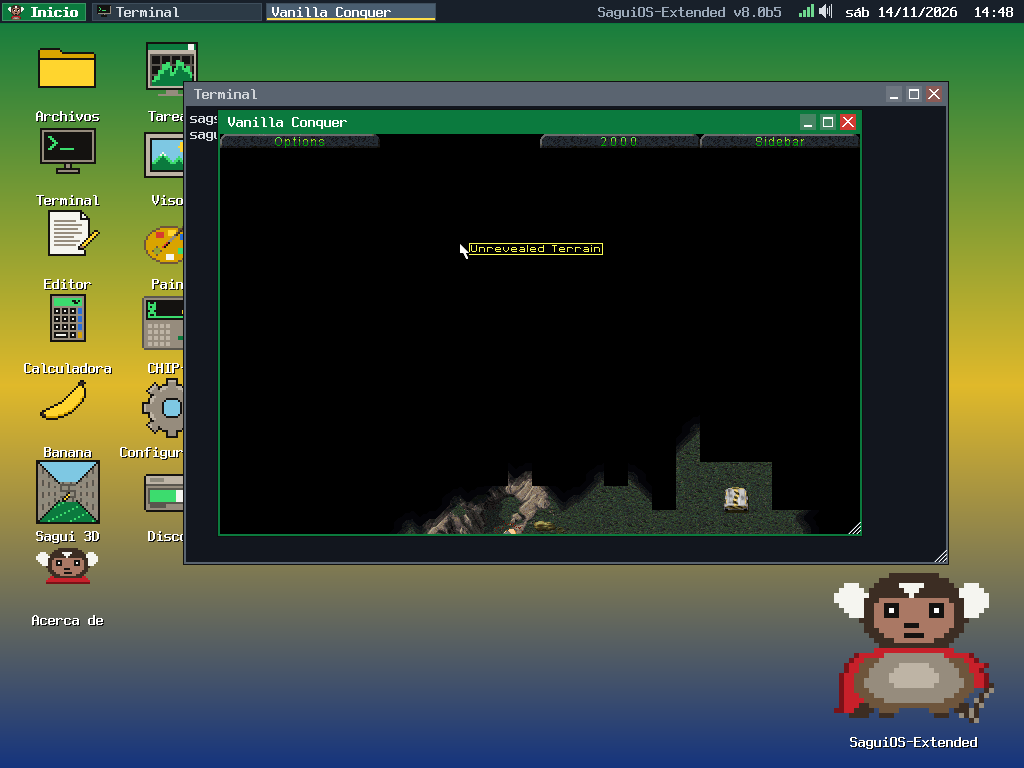 Inicio
Terminal
Vanilla Conquer
SaguiOS-Extended v8.0b5
sáb 14/11/2026
14:48
Archivos
Terminal
Editor
Calculadora
CHIP-
Banana
Sagui 3D
Acerca de
Terminal
Vanilla Conquer
Options
2000
Sidebar
Unrevealed Terrain
SaguiOS-Extended